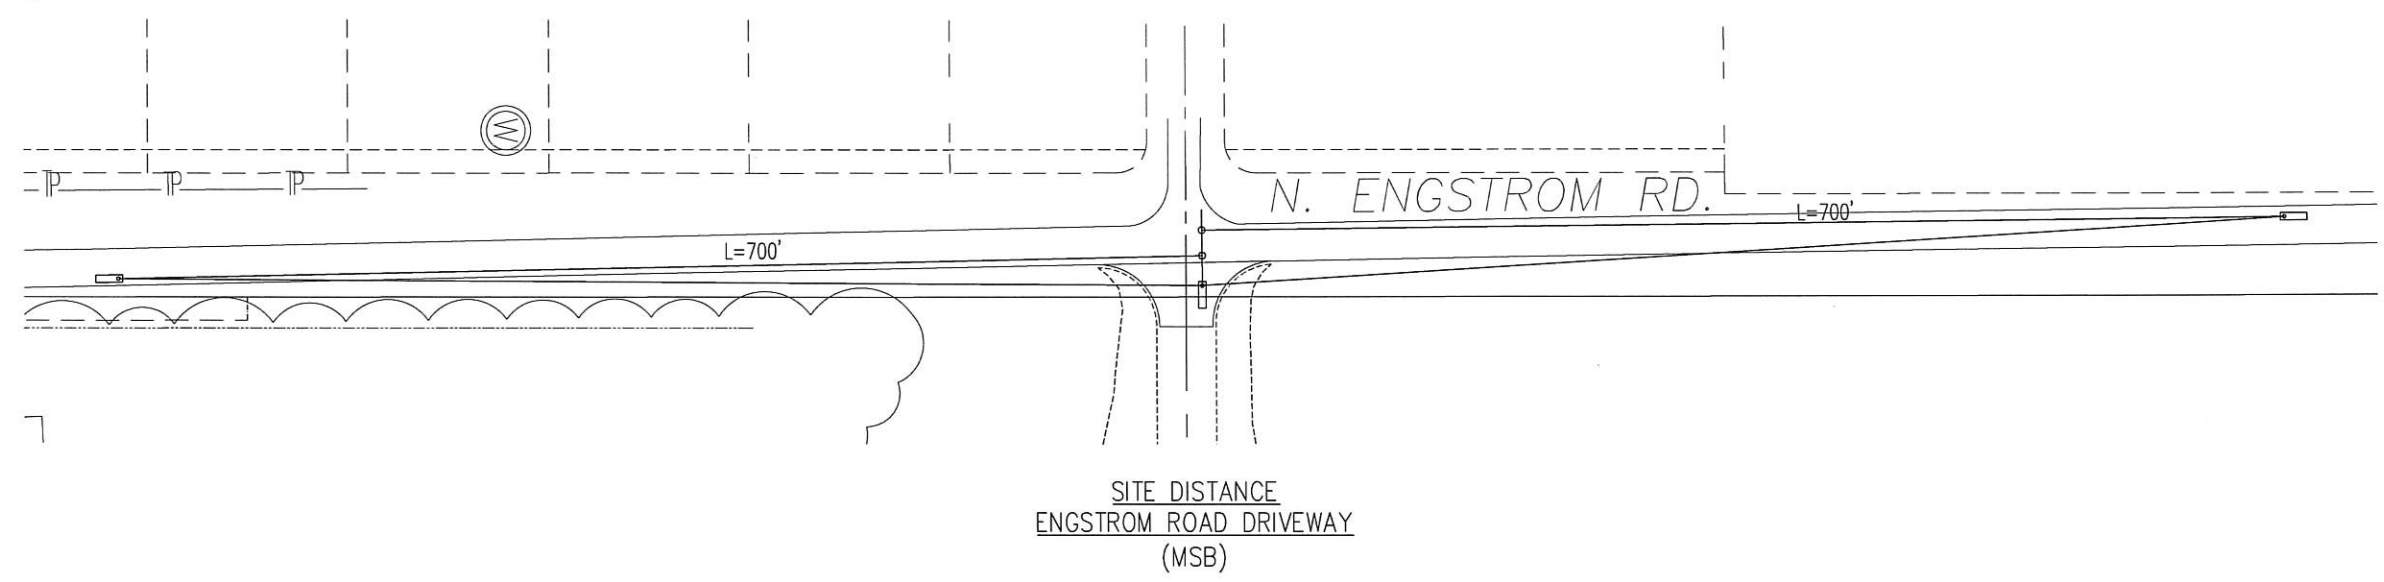 W
P P P
N. ENGSTROM RD.
L=700'
L=700'
SITE DISTANCE
ENGSTROM ROAD DRIVEWAY
(MSB)